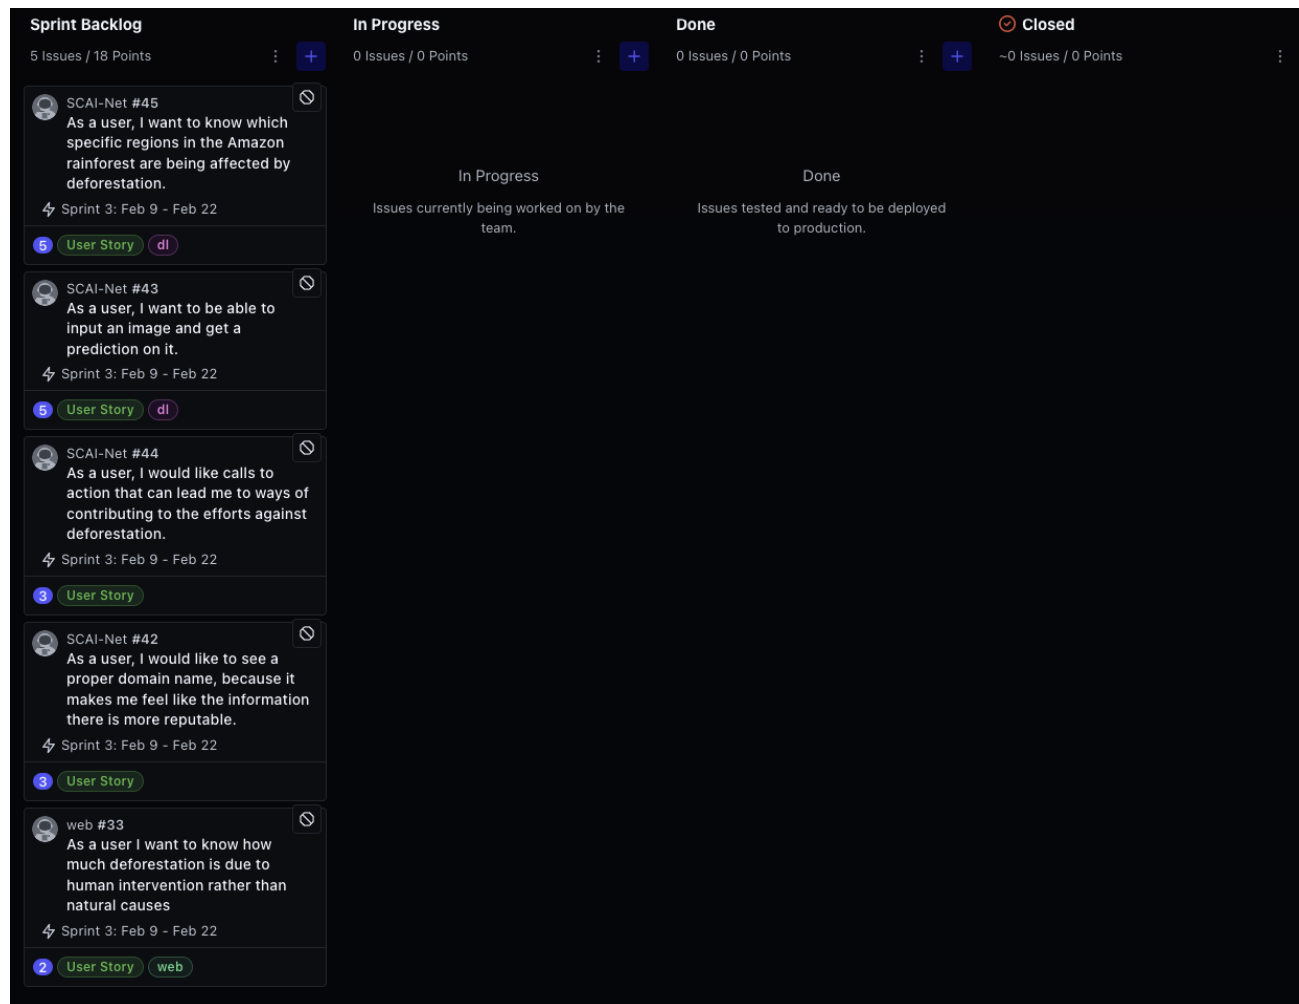 Sprint Backlog
5 Issues / 18 Points
SCAI-Net #45
As a user, I want to know which
specific regions in the Amazon
rainforest are being affected by
deforestation.
Sprint 3: Feb 9 - Feb 22
5 User Story dl
SCAI-Net #43
As a user, I want to be able to
input an image and get a
prediction on it.
Sprint 3: Feb 9 - Feb 22
5 User Story dl
SCAI-Net #44
As a user, I would like calls to
action that can lead me to ways of
contributing to the efforts against
deforestation.
Sprint 3: Feb 9 - Feb 22
3 User Story
SCAI-Net #42
As a user, I would like to see a
proper domain name, because it
makes me feel like the information
there is more reputable.
Sprint 3: Feb 9 - Feb 22
3 User Story
web #33
As a user I want to know how
much deforestation is due to
human intervention rather than
natural causes
Sprint 3: Feb 9 - Feb 22
2 User Story web
In Progress
0 Issues / 0 Points
In Progress
Issues currently being worked on by the
team.
Done
0 Issues / 0 Points
Done
Issues tested and ready to be deployed
to production.
Closed
~0 Issues / 0 Points